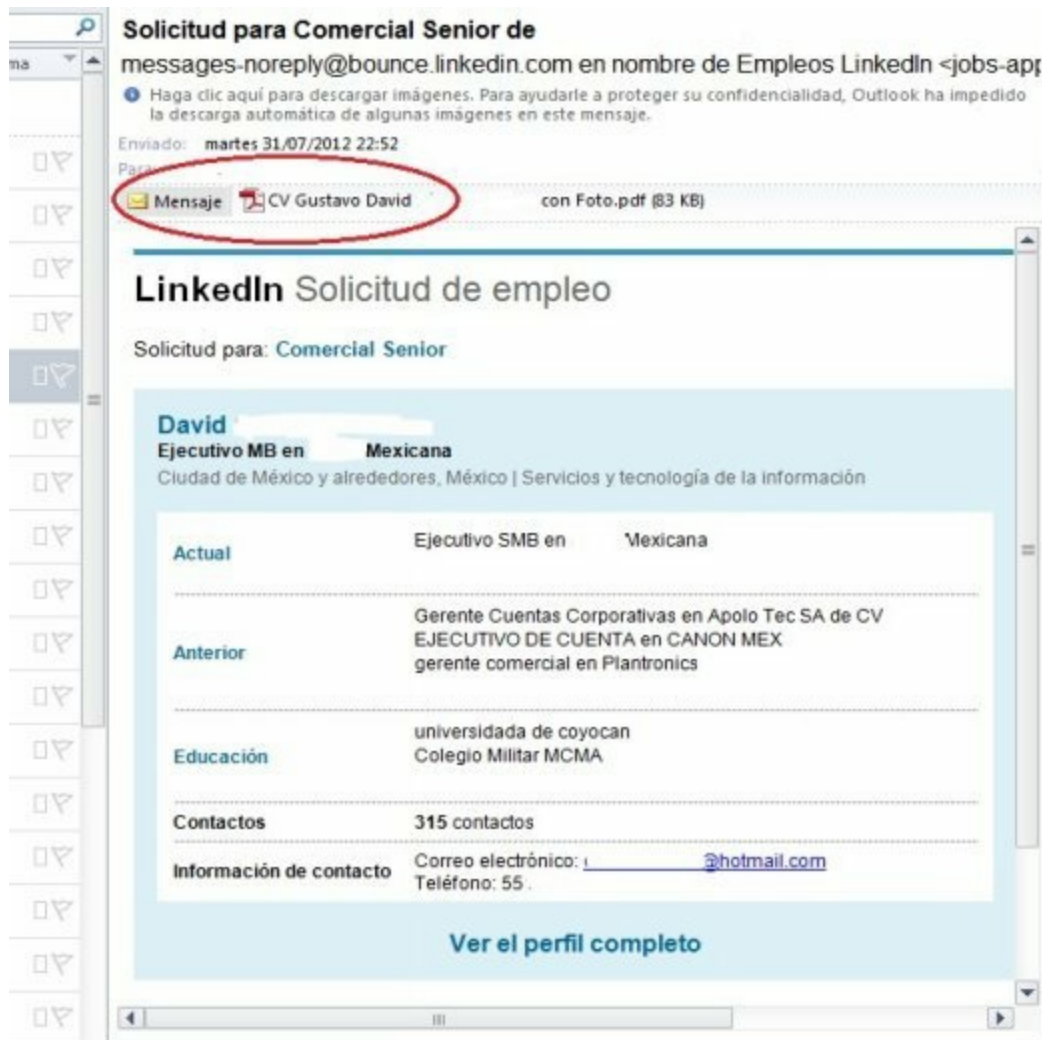 Solicitud para Comercial Senior de
ma
messages-noreply@bounce.linkedin.com en nombre de Empleos LinkedIn <jobs-app
Haga clic aquí para descargar imágenes. Para ayudarle a proteger su confidencialidad, Outlook ha impedido
la descarga automática de algunas imágenes en este mensaje.
Enviado: martes 31/07/2012 22:52
Para:
Mensaje CV Gustavo David con Foto.pdf (83 KB)
LinkedIn Solicitud de empleo
Solicitud para: Comercial Senior
David
Ejecutivo MB en Mexicana
Ciudad de México y alrededores, México | Servicios y tecnología de la información
Actual Ejecutivo SMB en Mexicana
Gerente Cuentas Corporativas en Apolo Tec SA de CV
Anterior EJECUTIVO DE CUENTA en CANON MEX
gerente comercial en Plantronics
universidada de coyocan
Educación Colegio Militar MCMA
Contactos 315 contactos
Información de contacto Correo electrónico: @hotmail.com
Teléfono: 55
Ver el perfil completo